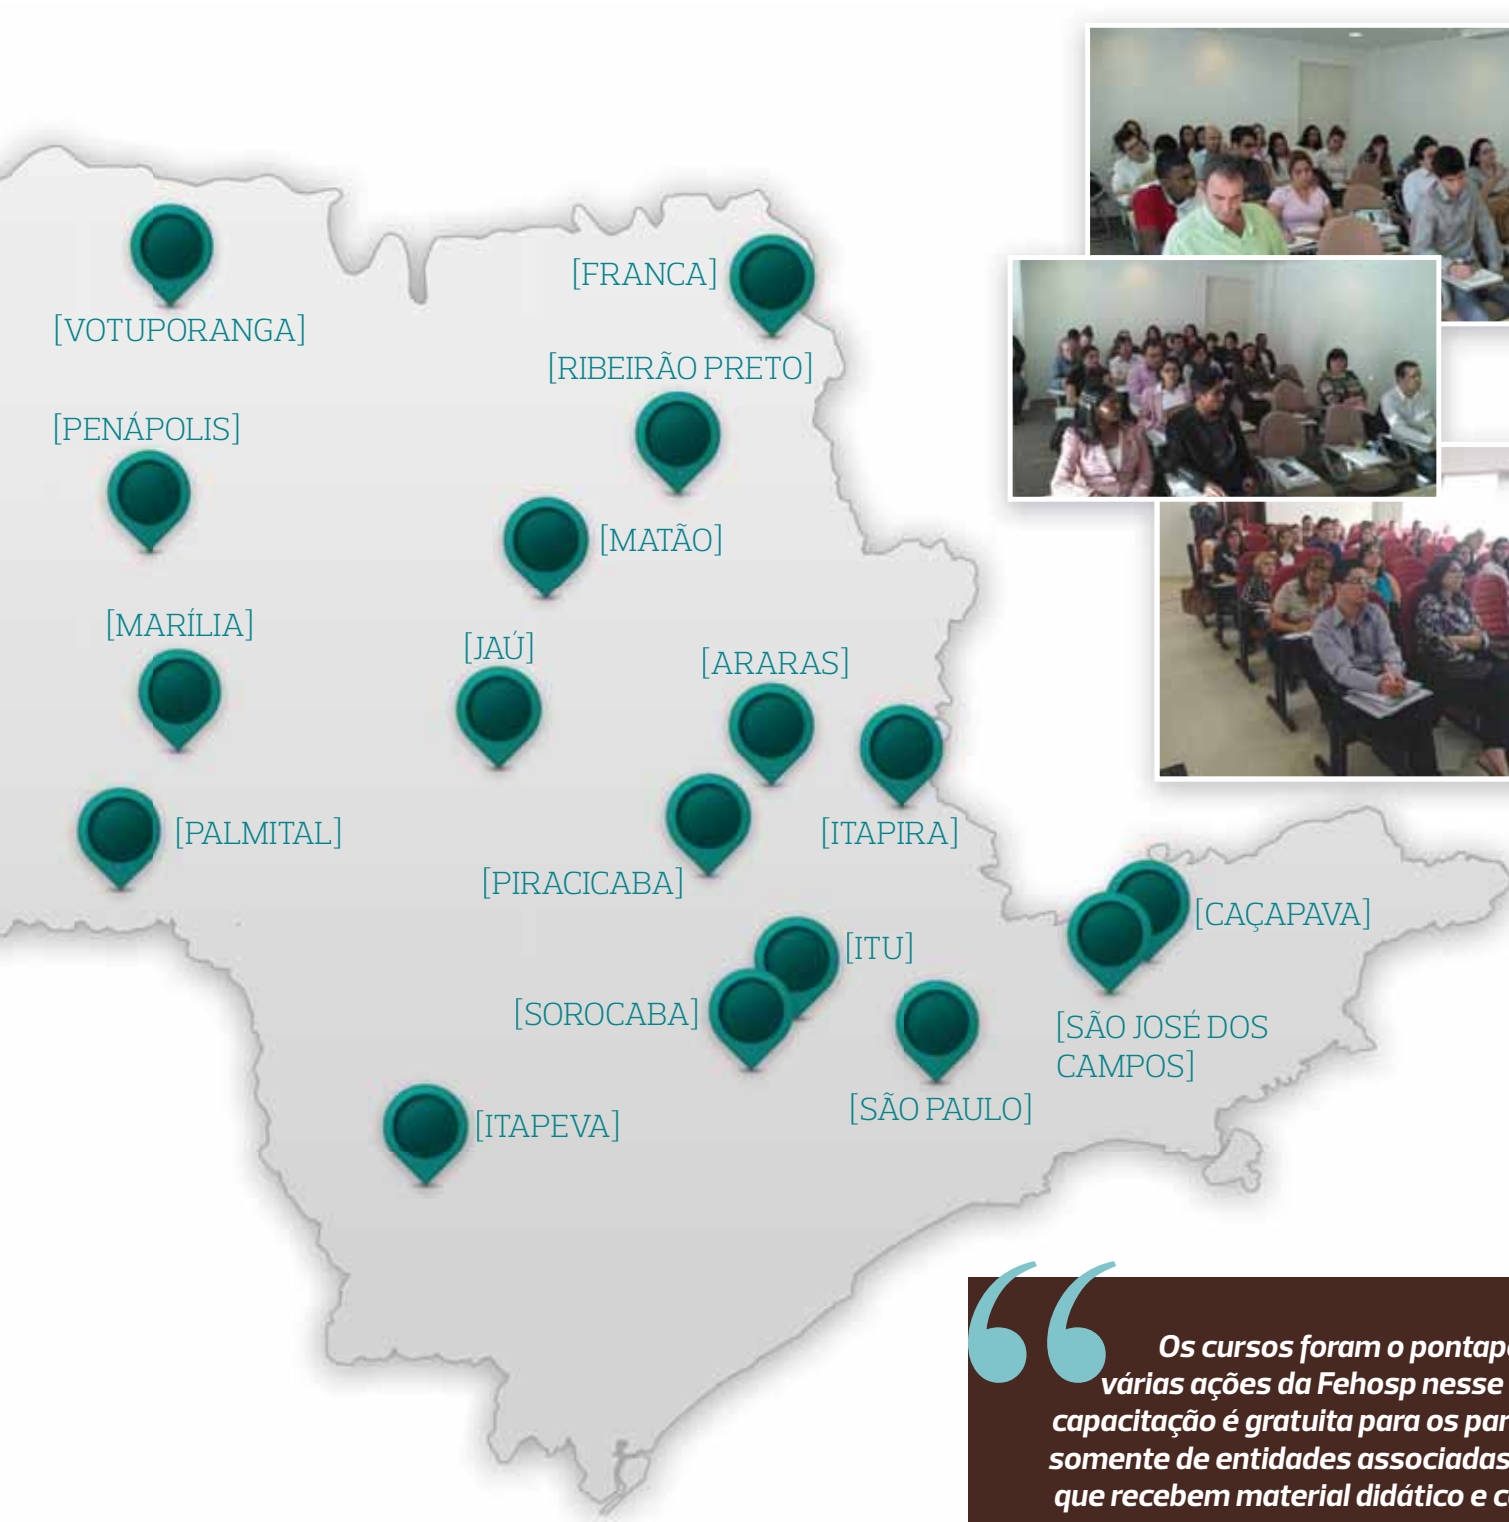 [FRANCA]
[VOTUPORANGA]
[RIBEIRÃO PRETO]
[PENÁPOLIS]
[MATÃO]
[MARÍLIA]
[JAÚ]
[ARARAS]
[PALMITAL]
[ITAPIRA]
[PIRACICABA]
[CAÇAPAVA]
[ITU]
[SOROCABA]
[SÃO JOSÉ DOS
CAMPOS]
[SÃO PAULO]
[ITAPEVA]
“
Os cursos foram o
várias ações da Fehosp nesse
capacitação é gratuita para os
somente de entidades associadas
que recebem material didático e